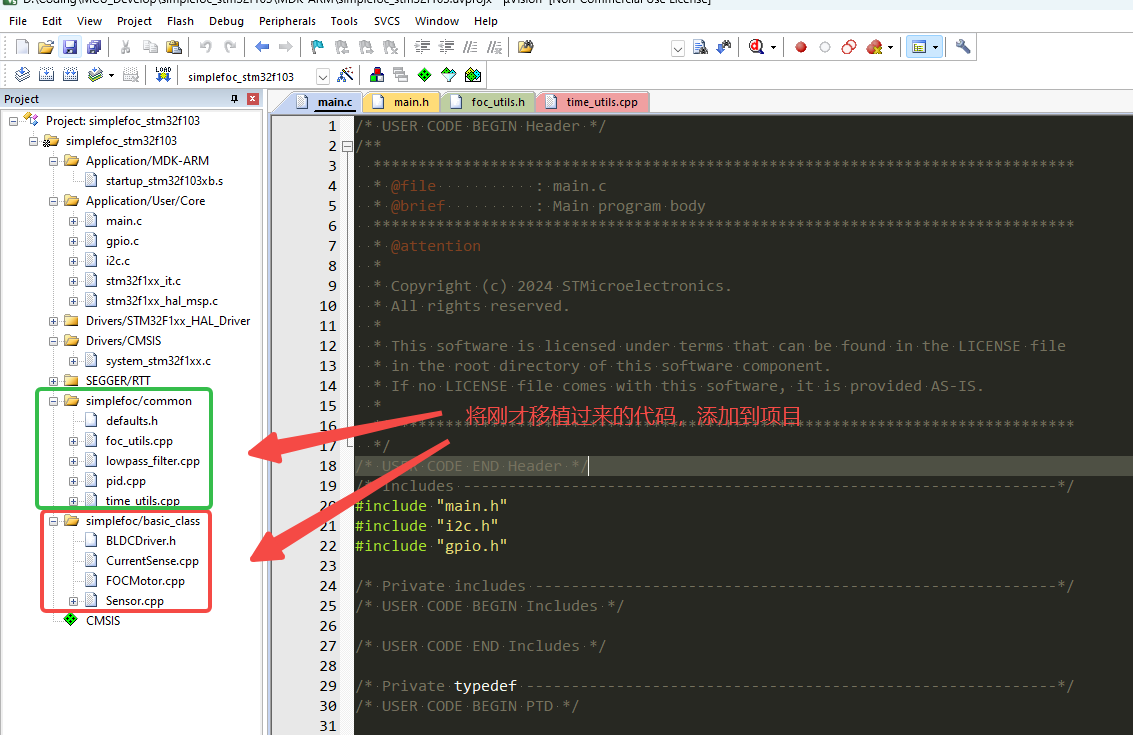 D:\Coding\MCU_Develop\simplefoc_stm32f103\MDK-ARM\simplefoc_stm32f103.uvprojx - µVision [Non-Commercial Use License]
File Edit View Project Flash Debug Peripherals Tools SVCS Window Help
LOAD simplefoc_stm32f103
Project
main.c main.h foc_utils.h time_utils.cpp
Project: simplefoc_stm32f103
simplefoc_stm32f103
Application/MDK-ARM
startup_stm32f103xb.s
Application/User/Core
main.c
gpio.c
i2c.c
stm32f1xx_it.c
stm32f1xx_hal_msp.c
Drivers/STM32F1xx_HAL_Driver
Drivers/CMSIS
system_stm32f1xx.c
SEGGER/RTT
simplefoc/common
defaults.h
foc_utils.cpp
lowpass_filter.cpp
pid.cpp
time_utils.cpp
simplefoc/basic_class
BLDCDriver.h
CurrentSense.cpp
FOCMotor.cpp
Sensor.cpp
CMSIS
1 /* USER CODE BEGIN Header */
2 /**
3 ******************************************************************************
4 * @file : main.c
5 * @brief : Main program body
6 ******************************************************************************
7 * @attention
8 *
9 * Copyright (c) 2024 STMicroelectronics.
10 * All rights reserved.
11 *
12 * This software is licensed under terms that can be found in the LICENSE file
13 * in the root directory of this software component.
14 * If no LICENSE file comes with this software, it is provided AS-IS.
15 *
将刚才移植过来的代码，添加到项目
16 ******************************************************************************
17 */
18 /* USER CODE END Header */
19 /* Includes ------------------------------------------------------------------*/
20 #include "main.h"
21 #include "i2c.h"
22 #include "gpio.h"
23
24 /* Private includes ----------------------------------------------------------*/
25 /* USER CODE BEGIN Includes */
26
27 /* USER CODE END Includes */
28
29 /* Private typedef -----------------------------------------------------------*/
30 /* USER CODE BEGIN PTD */
31